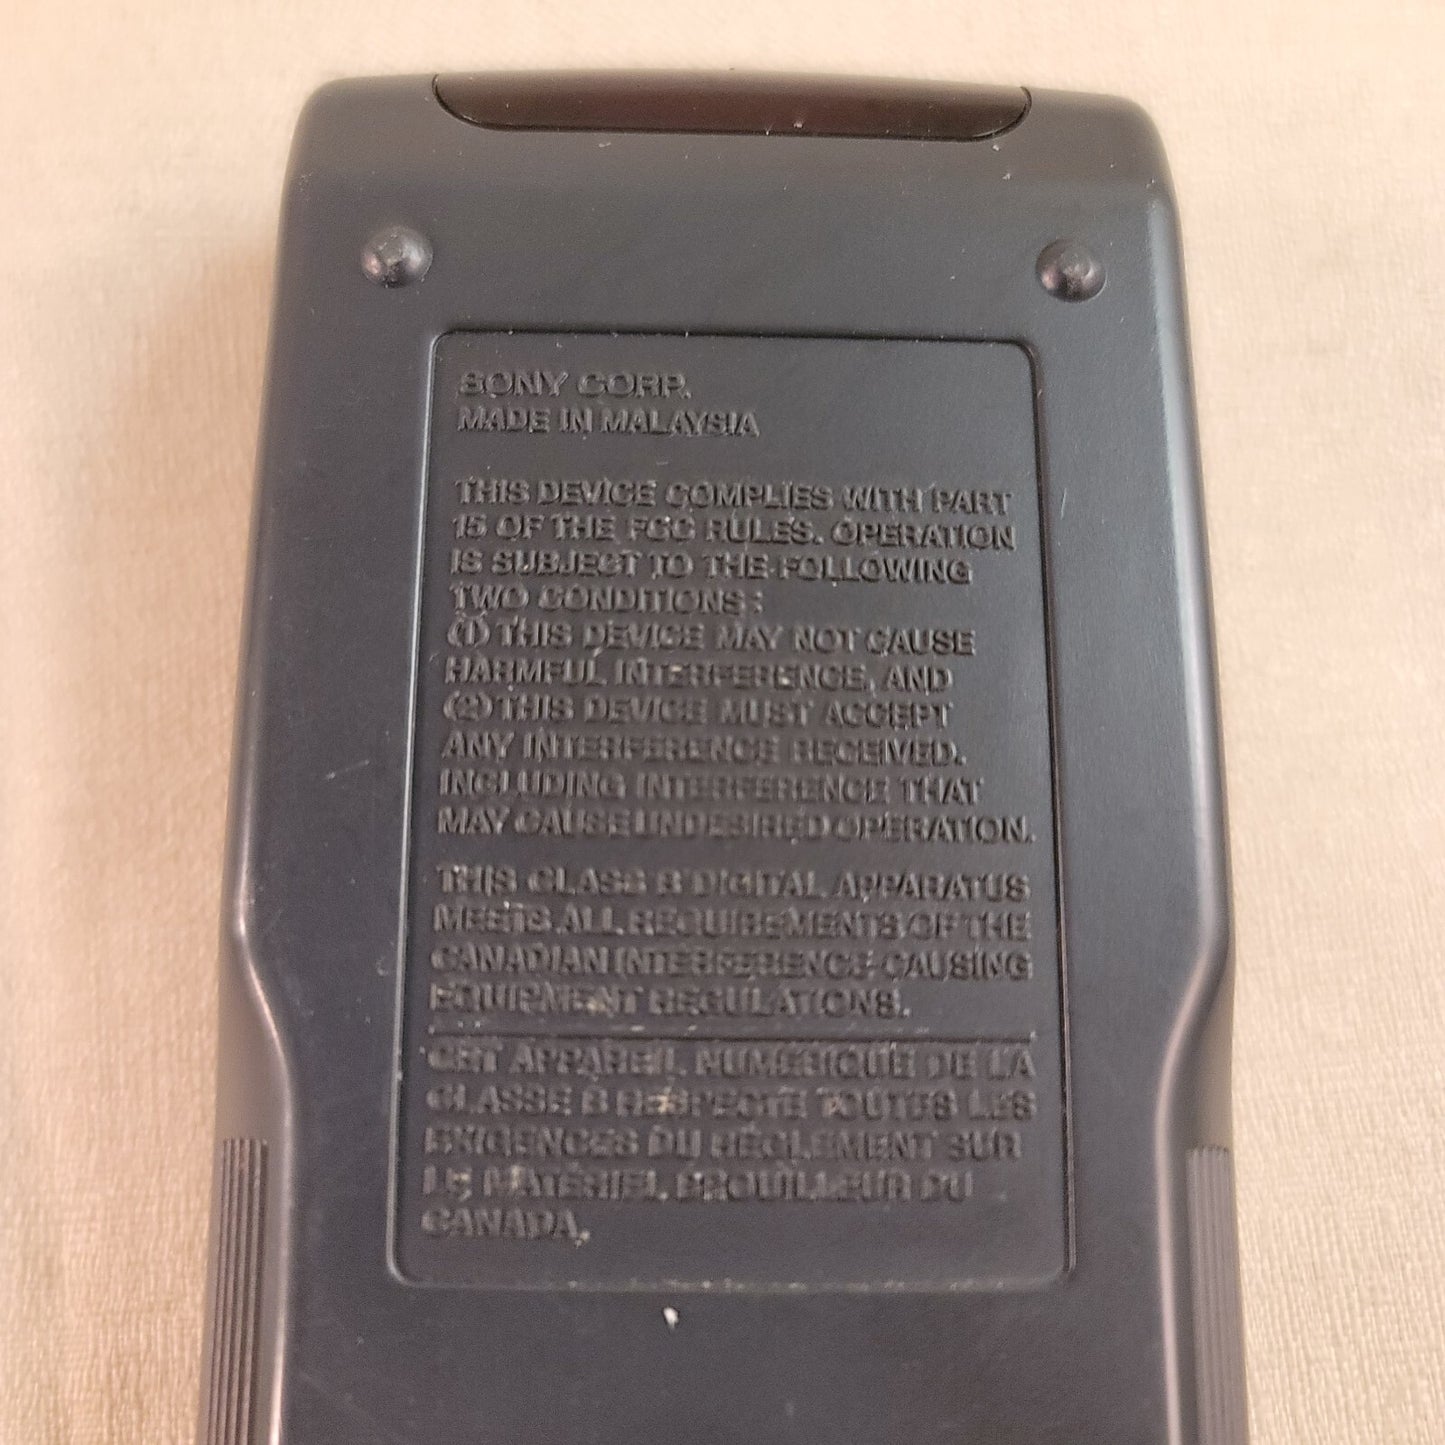 SONY CORP.
MADE IN MALAYSIA
THIS DEVICE COMPLIES WITH PART
15 OF THE FCC RULES. OPERATION
IS SUBJECT TO THE FOLLOWING
TWO CONDITIONS:
(1) THIS DEVICE MAY NOT CAUSE
HARMFUL INTERFERENCE, AND
(2) THIS DEVICE MUST ACCEPT
ANY INTERFERENCE RECEIVED.
INCLUDING INTERFERENCE THAT
MAY CAUSE UNDESIRED OPERATION.
THIS CLASS B DIGITAL APPARATUS
MEETS ALL REQUIREMENTS OF THE
CANADIAN INTERFERENCE-CAUSING
EQUIPMENT REGULATIONS.
CET APPAREIL NUMÉRIQUE DE LA
CLASSE B RESPECTE TOUTES LES
EXIGENCES DU RÈGLEMENT SUR
LE MATÉRIEL BROUILLEUR DU
CANADA.